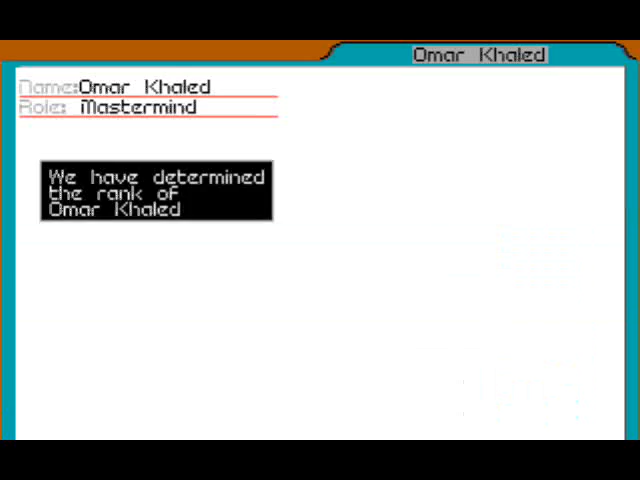 Omar Khaled
Name:Omar Khaled
Role: Mastermind
We have determined
the rank of
Omar Khaled